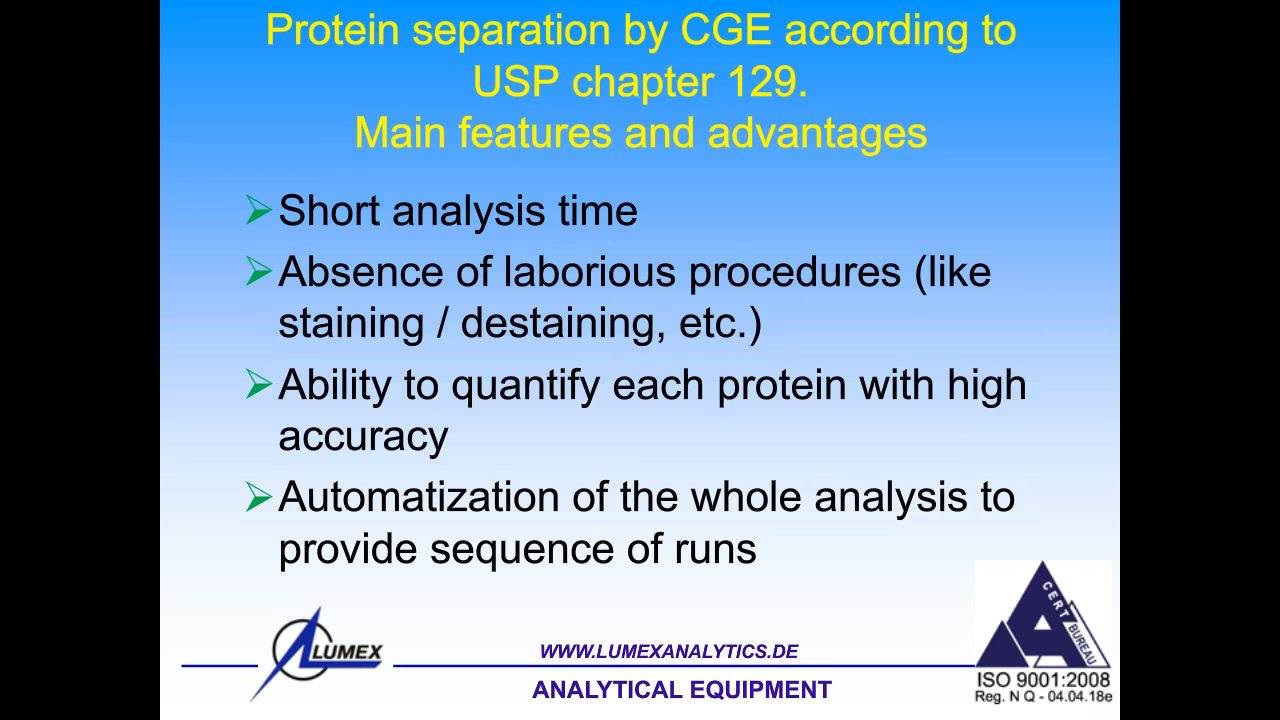 Protein separation by CGE according to
USP chapter 129.
Main features and advantages
Short analysis time
Absence of laborious procedures (like
staining / destaining, etc.)
Ability to quantify each protein with high
accuracy
Automatization of the whole analysis to
provide sequence of runs
LUMEX
WWW.LUMEXANALYTICS.DE
ANALYTICAL EQUIPMENT
CERT
BUREAU
ISO 9001:2008
Reg. N Q - 04.04.18e